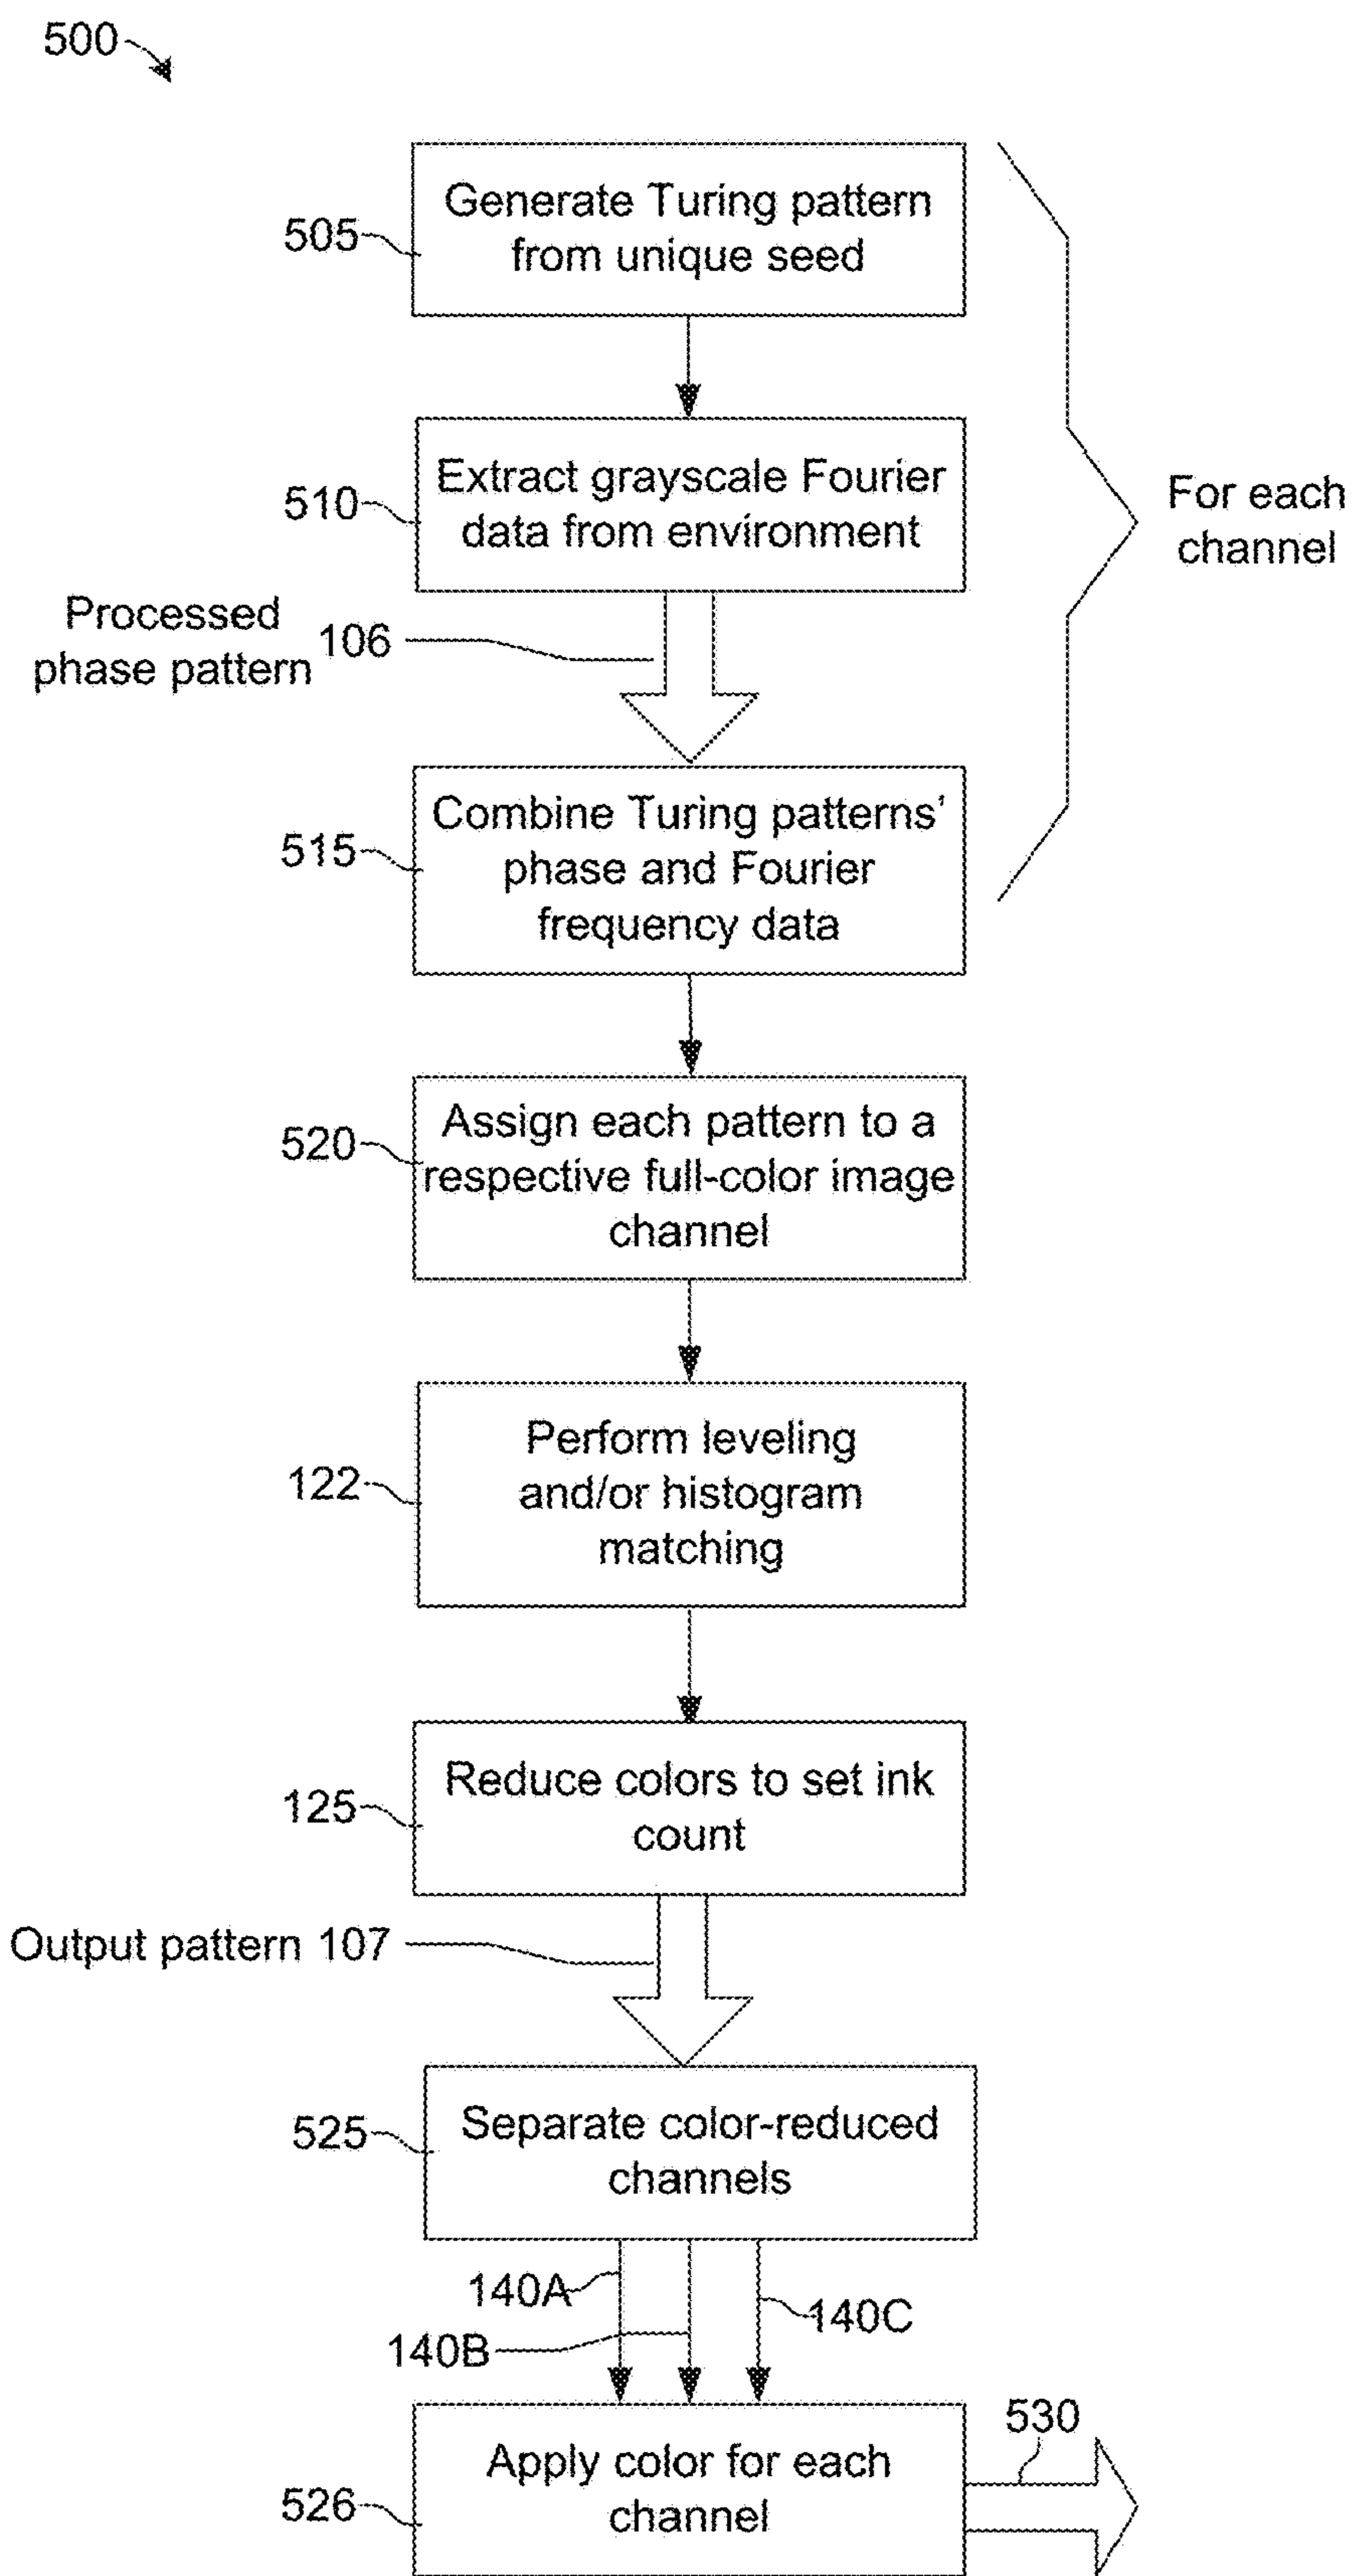 500
Generate Turing pattern
from unique seed
505
Extract grayscale Fourier
data from environment
510
For each
channel
Processed
phase pattern 106
Combine Turing patterns'
phase and Fourier
frequency data
515
Assign each pattern to a
respective full-color image
channel
520
Perform leveling
and/or histogram
matching
122
Reduce colors to set ink
count
125
Output pattern 107
Separate color-reduced
channels
525
140A
140C
140B
530
Apply color for each
channel
526